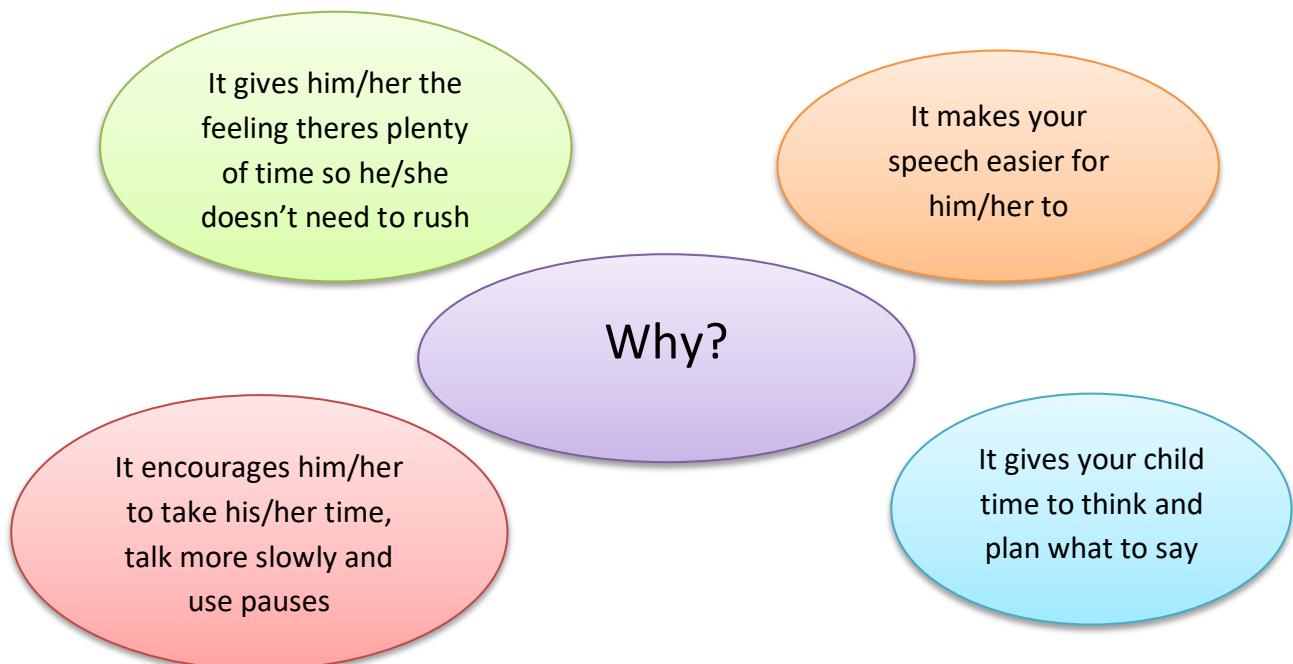 It gives him/her the
feeling theres plenty
of time so he/she
doesn’t need to rush
It makes your
speech easier for
him/her to
Why?
It encourages him/her
to take his/her time,
talk more slowly and
use pauses
It gives your child
time to think and
plan what to say